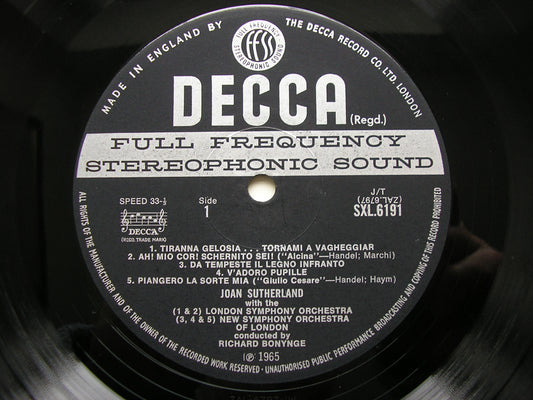 MADE IN ENGLAND BY
THE DECCA RECORD CO. LTD. LONDON
FULL FREQUENCY
FFSS
STEREOPHONIC SOUND
DECCA (Regd.)
FULL FREQUENCY
STEREOPHONIC SOUND
SPEED 33-⅓
DECCA
(REGD. TRADE MARK)
Side
1
J/T
(ZAL.6797)
SXL.6191
1. TIRANNA GELOSIA . . . TORNAMI A VAGHEGGIAR
2. AH! MIO COR! SCHERNITO SEI! ("Alcina"—Handel; Marchi)
3. DA TEMPESTE IL LEGNO INFRANTO
4. V'ADORO PUPILLE
5. PIANGERO LA SORTE MIA ("Giulio Cesare"—Handel; Haym)
JOAN SUTHERLAND
with the
(1 & 2) LONDON SYMPHONY ORCHESTRA
(3, 4 & 5) NEW SYMPHONY ORCHESTRA
OF LONDON
conducted by
RICHARD BONYNGE
Ⓟ 1965
ALL RIGHTS OF THE MANUFACTURER AND OF THE OWNER OF THE RECORDED WORK RESERVED · UNAUTHORISED PUBLIC PERFORMANCE BROADCASTING AND COPYING OF THIS RECORD PROHIBITED